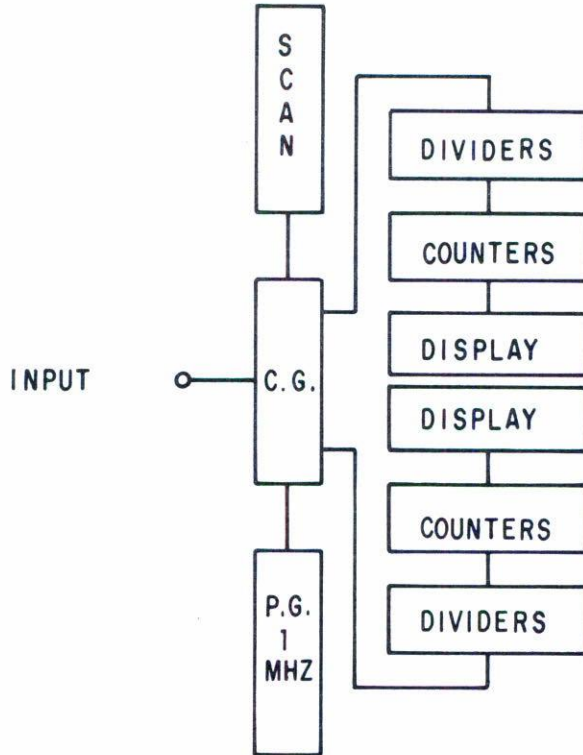 S
C
A
N
DIVIDERS
COUNTERS
DISPLAY
INPUT
C.G.
DISPLAY
COUNTERS
P.G.
1
MHZ
DIVIDERS